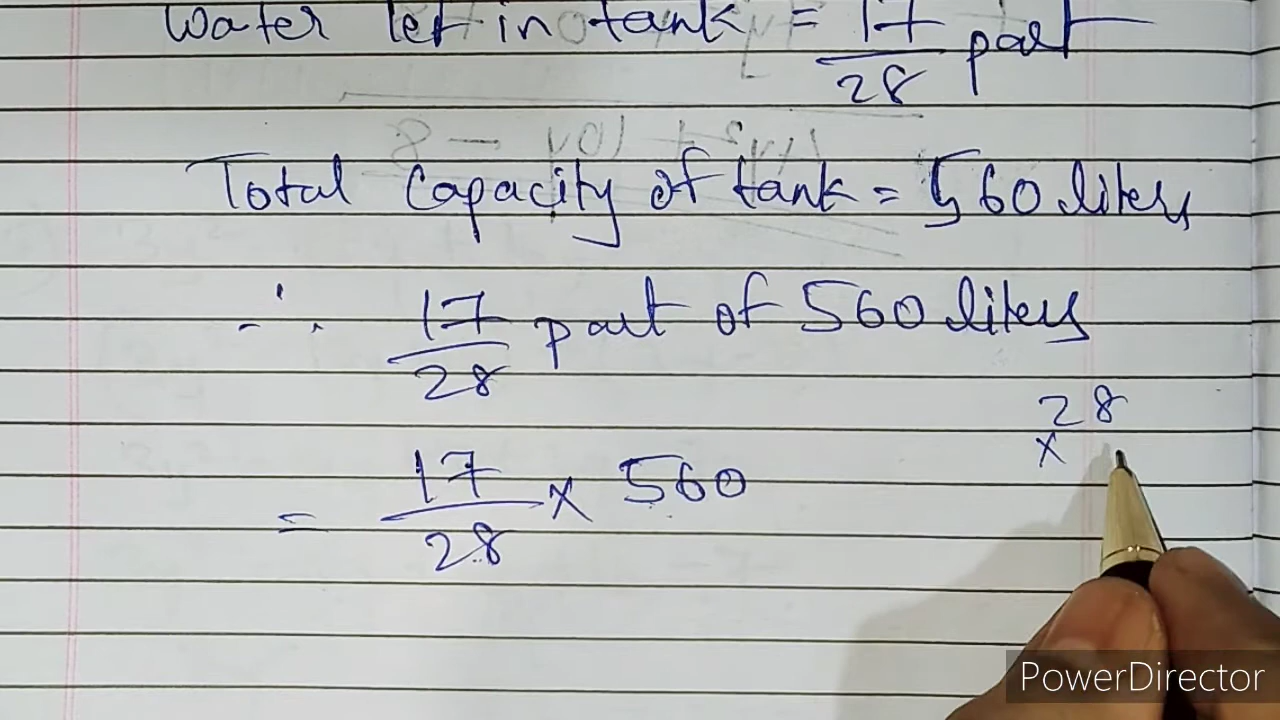 Water let in tank = 17/28 part
Total Capacity of tank = 560 liters
∴ 17/28 part of 560 liters
28
×
= 17/28 × 560
PowerDirector